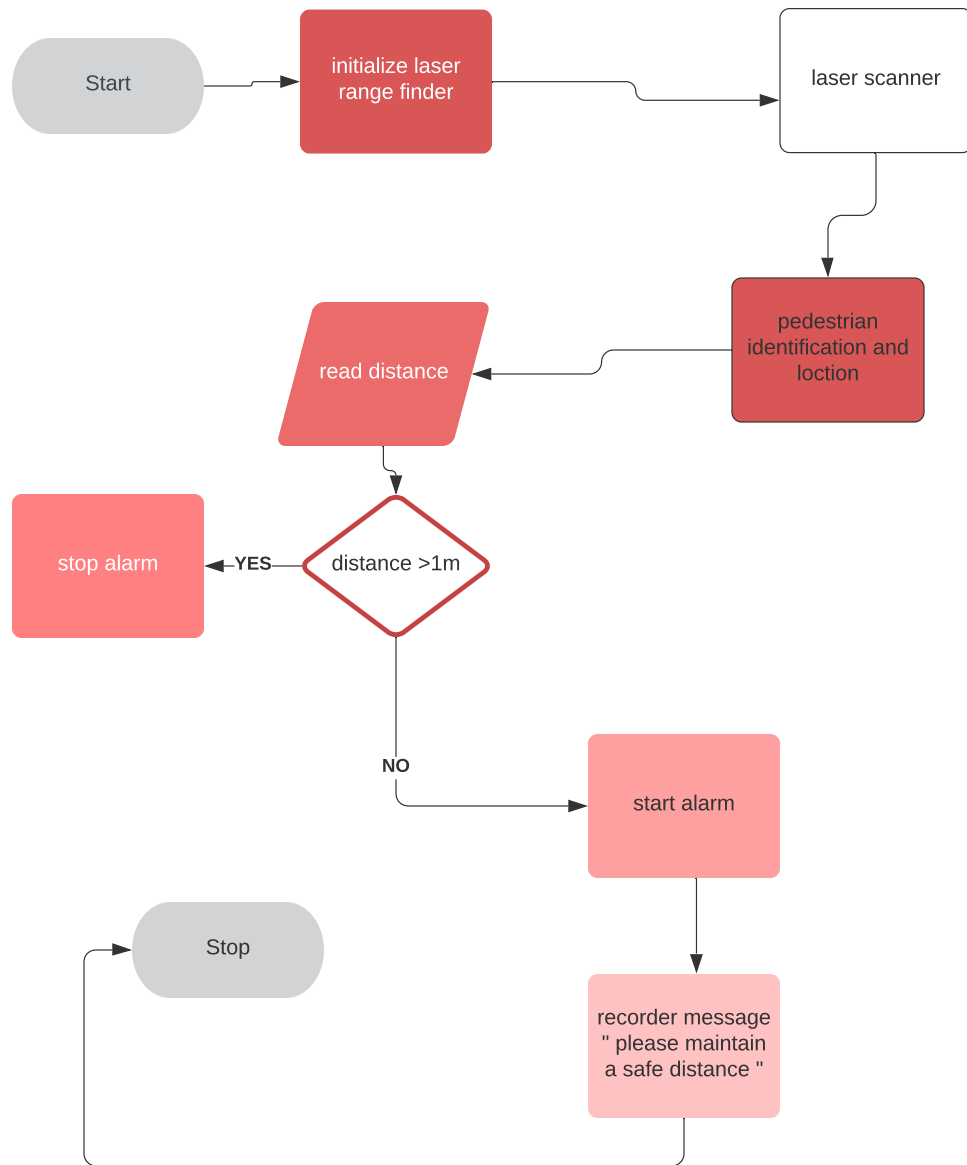 Start
initialize laser
range finder
laser scanner
pedestrian
identification and
loction
read distance
distance >1m
YES
stop alarm
NO
start alarm
recorder message
" please maintain
a safe distance "
Stop